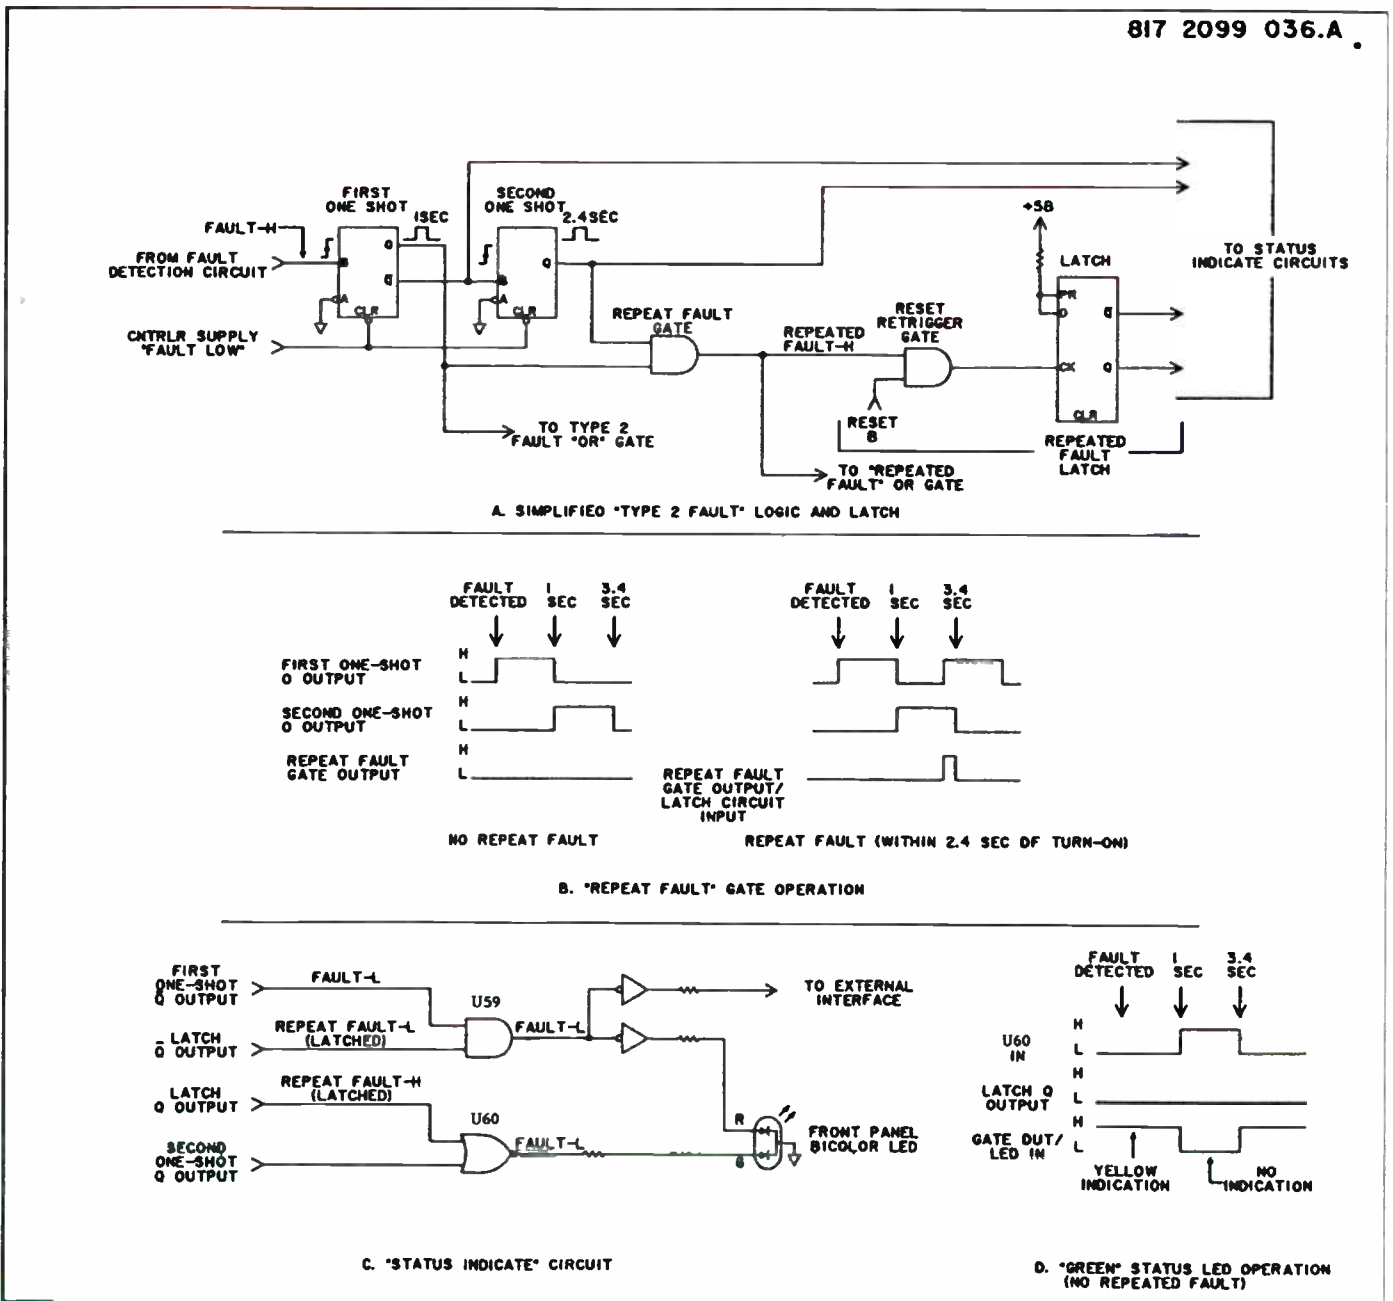 817 2099 036.A
FIRST
ONE SHOT
1SEC
SECOND
ONE SHOT
2.4SEC
FAULT-H
FROM FAULT
DETECTION CIRCUIT
B
Q
Q
A
CLR
B
Q
A
CLR
CNTRLR SUPPLY
"FAULT LOW"
REPEAT FAULT
GATE
REPEATED
FAULT-H
RESET
RETRIGGER
GATE
RESET
B
+5B
LATCH
PR
D
Q
CK
Q
CLR
TO STATUS
INDICATE CIRCUITS
TO TYPE 2
FAULT "OR" GATE
REPEATED
FAULT
LATCH
TO "REPEATED
FAULT" OR GATE
A. SIMPLIFIED "TYPE 2 FAULT" LOGIC AND LATCH
FAULT
DETECTED
1
SEC
3.4
SEC
FAULT
DETECTED
1
SEC
3.4
SEC
FIRST ONE-SHOT
Q OUTPUT
H
L
SECOND ONE-SHOT
Q OUTPUT
H
L
REPEAT FAULT
GATE OUTPUT
H
L
REPEAT FAULT
GATE OUTPUT/
LATCH CIRCUIT
INPUT
NO REPEAT FAULT
REPEAT FAULT (WITHIN 2.4 SEC OF TURN-ON)
B. "REPEAT FAULT" GATE OPERATION
FIRST
ONE-SHOT
Q OUTPUT
FAULT-L
LATCH
Q OUTPUT
REPEAT FAULT-L
(LATCHED)
U59
FAULT-L
TO EXTERNAL
INTERFACE
LATCH
Q OUTPUT
REPEAT FAULT-H
(LATCHED)
SECOND
ONE-SHOT
Q OUTPUT
U60
FAULT-L
R
G
FRONT PANEL
BICOLOR LED
FAULT
DETECTED
1
SEC
3.4
SEC
U60
IN
H
L
LATCH Q
OUTPUT
H
L
GATE OUT/
LED IN
H
L
YELLOW
INDICATION
NO
INDICATION
C. "STATUS INDICATE" CIRCUIT
D. "GREEN" STATUS LED OPERATION
(NO REPEATED FAULT)